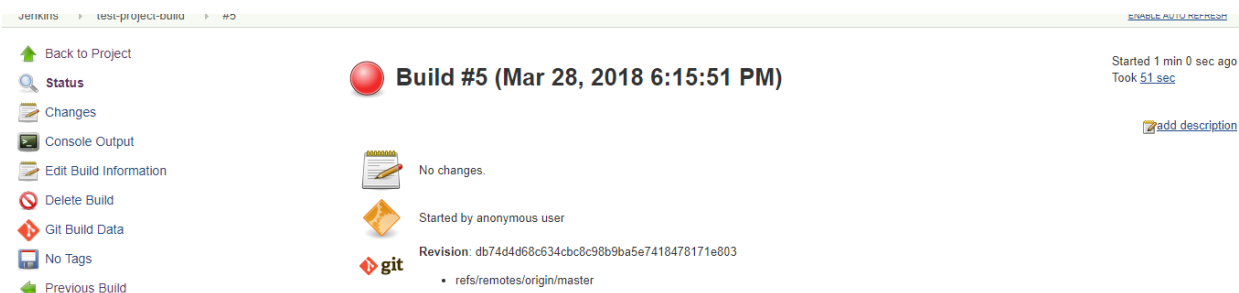 Jenkins test-project-build #5
ENABLE AUTO REFRESH
Back to Project
Status
Changes
Console Output
Edit Build Information
Delete Build
Git Build Data
No Tags
Previous Build
Build #5 (Mar 28, 2018 6:15:51 PM)
Started 1 min 0 sec ago
Took 51 sec
add description
No changes.
Started by anonymous user
Revision: db74d4d68c634cbc8c98b9ba5e7418478171e803
git
refs/remotes/origin/master